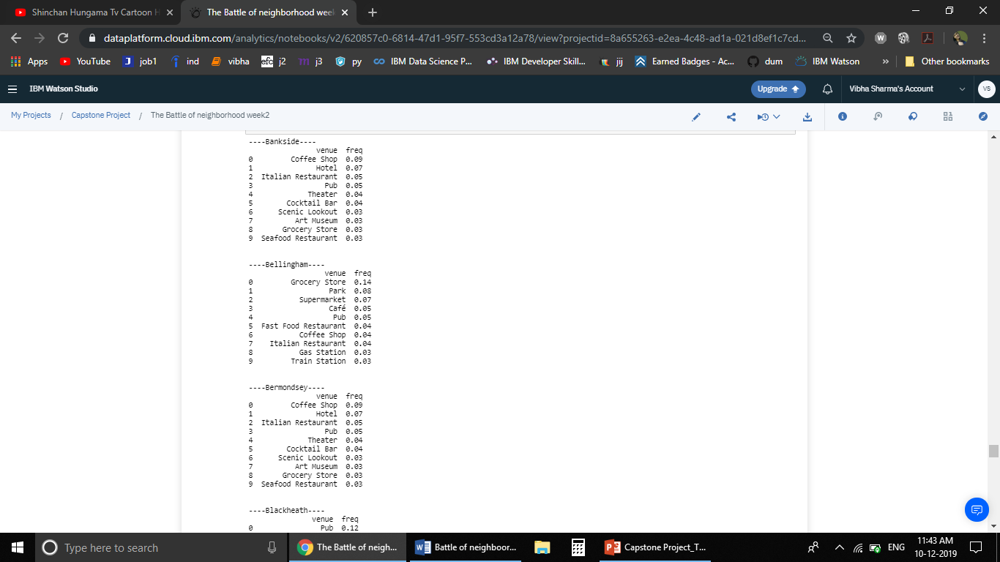 Shinchan Hungama Tv Cartoon H
The Battle of neighborhood week
dataplatform.cloud.ibm.com/analytics/notebooks/v2/620857c0-6814-47d1-95f7-553cd3a12a78/view?projectid=8a655263-e2ea-4c48-ad1a-021d8ef1c7cd...
Apps YouTube J job1 ind vibha efc j2 m j3 py IBM Data Science P... IBM Developer Skill... jij Earned Badges - Ac... dum IBM Watson » Other bookmarks
IBM Watson Studio Upgrade Vibha Sharma's Account VS
My Projects / Capstone Project / The Battle of neighborhood week2
----Bankside----
venue freq
0 Coffee Shop 0.09
1 Hotel 0.07
2 Italian Restaurant 0.05
3 Pub 0.05
4 Theater 0.04
5 Cocktail Bar 0.04
6 Scenic Lookout 0.03
7 Art Museum 0.03
8 Grocery Store 0.03
9 Seafood Restaurant 0.03
----Bellingham----
venue freq
0 Grocery Store 0.14
1 Park 0.08
2 Supermarket 0.07
3 Café 0.05
4 Pub 0.05
5 Fast Food Restaurant 0.04
6 Coffee Shop 0.04
7 Italian Restaurant 0.04
8 Gas Station 0.03
9 Train Station 0.03
----Bermondsey----
venue freq
0 Coffee Shop 0.09
1 Hotel 0.07
2 Italian Restaurant 0.05
3 Pub 0.05
4 Theater 0.04
5 Cocktail Bar 0.04
6 Scenic Lookout 0.03
7 Art Museum 0.03
8 Grocery Store 0.03
9 Seafood Restaurant 0.03
----Blackheath----
venue freq
0 Pub 0.12
Type here to search
The Battle of neigh...
Battle of neighboor...
Capstone Project_T...
ENG
11:43 AM
10-12-2019